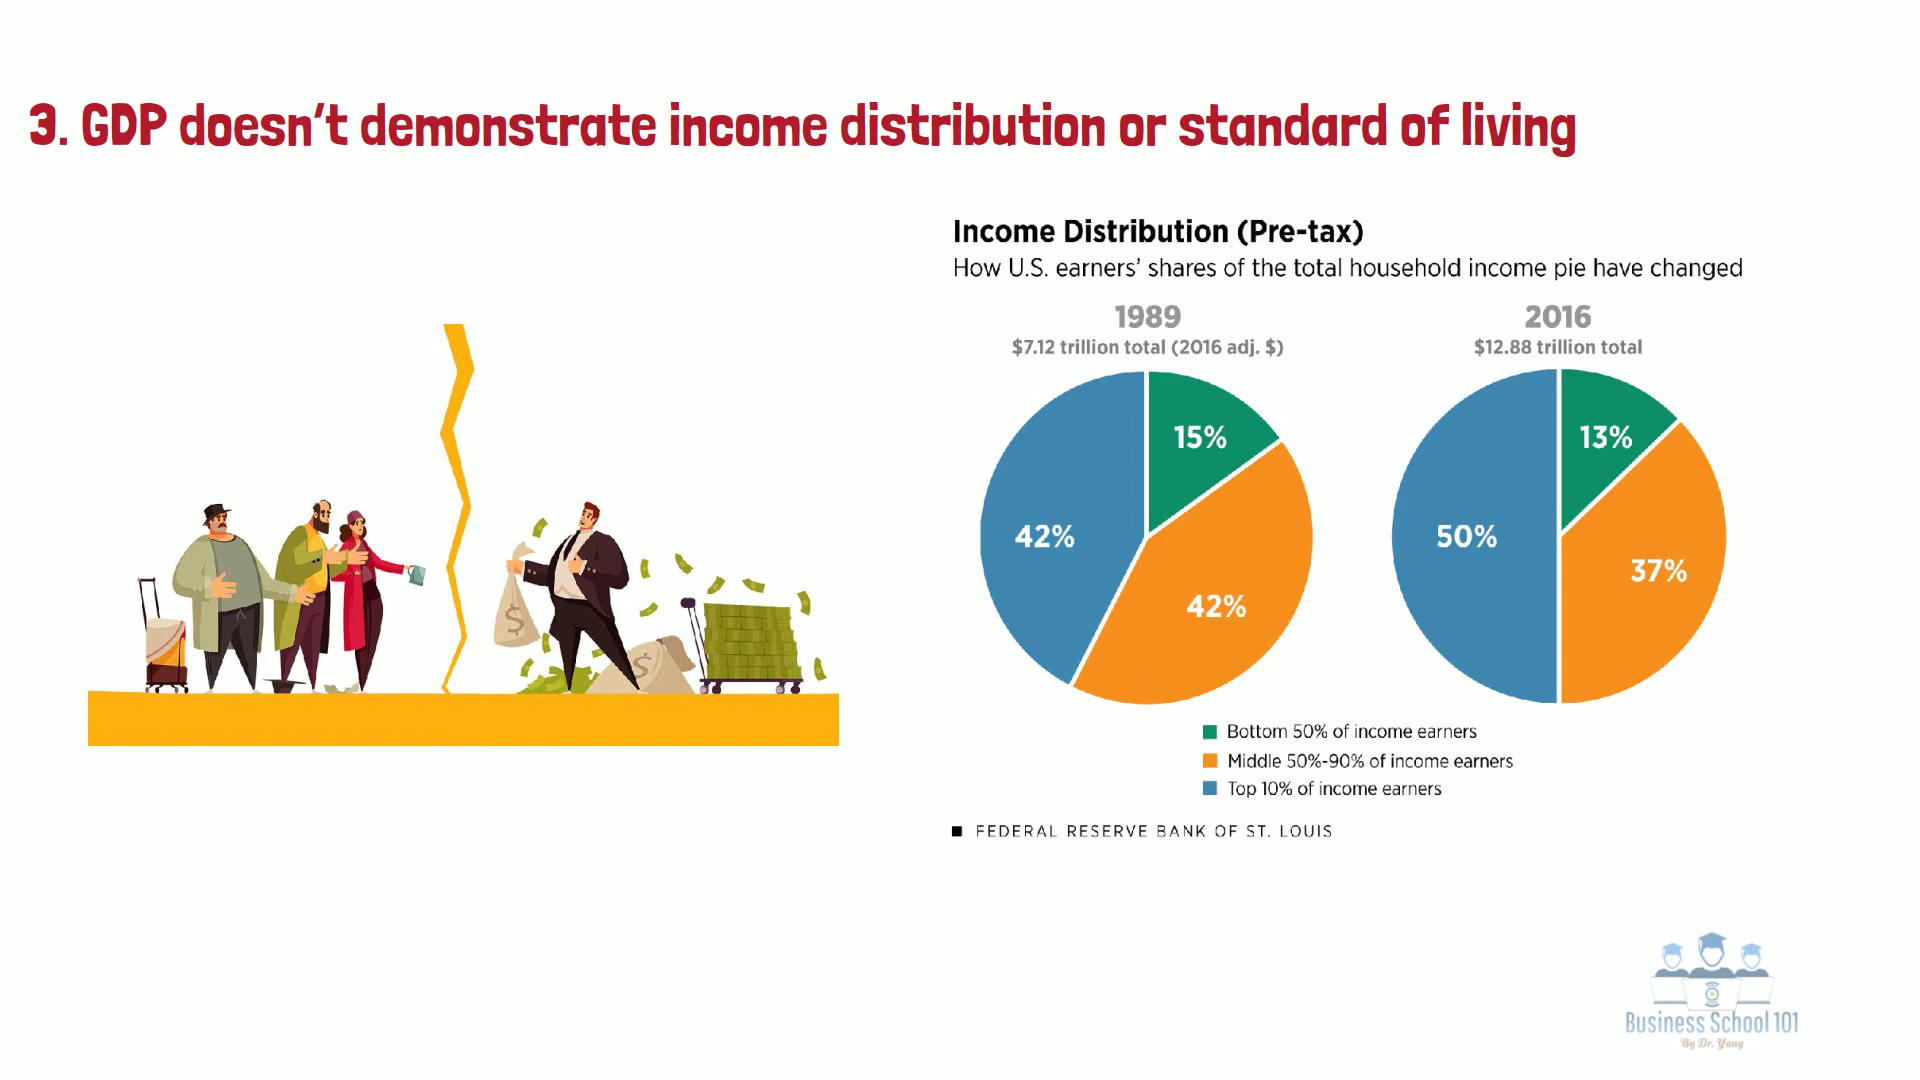 3. GDP doesn't demonstrate income distribution or standard of living
Income Distribution (Pre-tax)
How U.S. earners' shares of the total household income pie have changed
1989
$7.12 trillion total (2016 adj. $)
2016
$12.88 trillion total
15%
42%
42%
13%
50%
37%
Bottom 50% of income earners
Middle 50%-90% of income earners
Top 10% of income earners
FEDERAL RESERVE BANK OF ST. LOUIS
$
$
Business School 101
By Dr. Yang